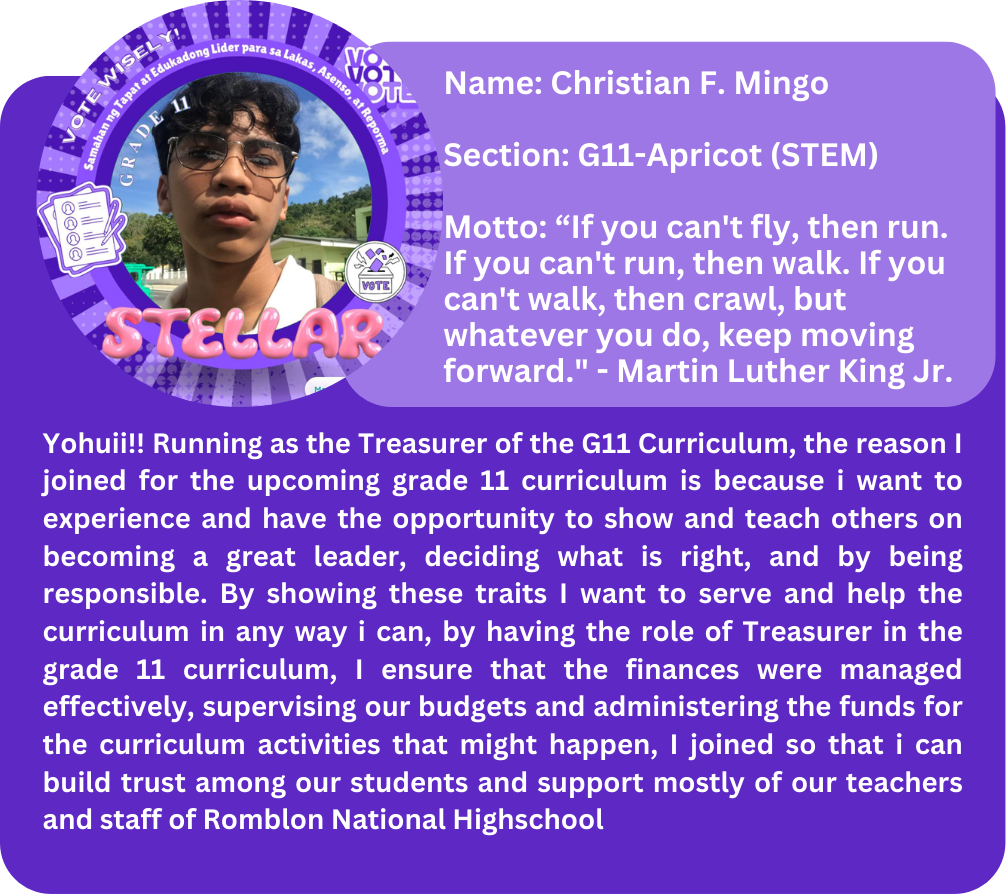 VOTE WISELY!
Samahan ng Tapat at Edukadong Lider para sa Lakas, Asenso, at Reporma
VOTE
VOTE
VOTE
GRADE 11
VOTE
STELLAR
Name: Christian F. Mingo
Section: G11-Apricot (STEM)
Motto: “If you can't fly, then run.
If you can't run, then walk. If you
can't walk, then crawl, but
whatever you do, keep moving
forward." - Martin Luther King Jr.
Yohuii!! Running as the Treasurer of the G11 Curriculum, the reason I
joined for the upcoming grade 11 curriculum is because i want to
experience and have the opportunity to show and teach others on
becoming a great leader, deciding what is right, and by being
responsible. By showing these traits I want to serve and help the
curriculum in any way i can, by having the role of Treasurer in the
grade 11 curriculum, I ensure that the finances were managed
effectively, supervising our budgets and administering the funds for
the curriculum activities that might happen, I joined so that i can
build trust among our students and support mostly of our teachers
and staff of Romblon National Highschool